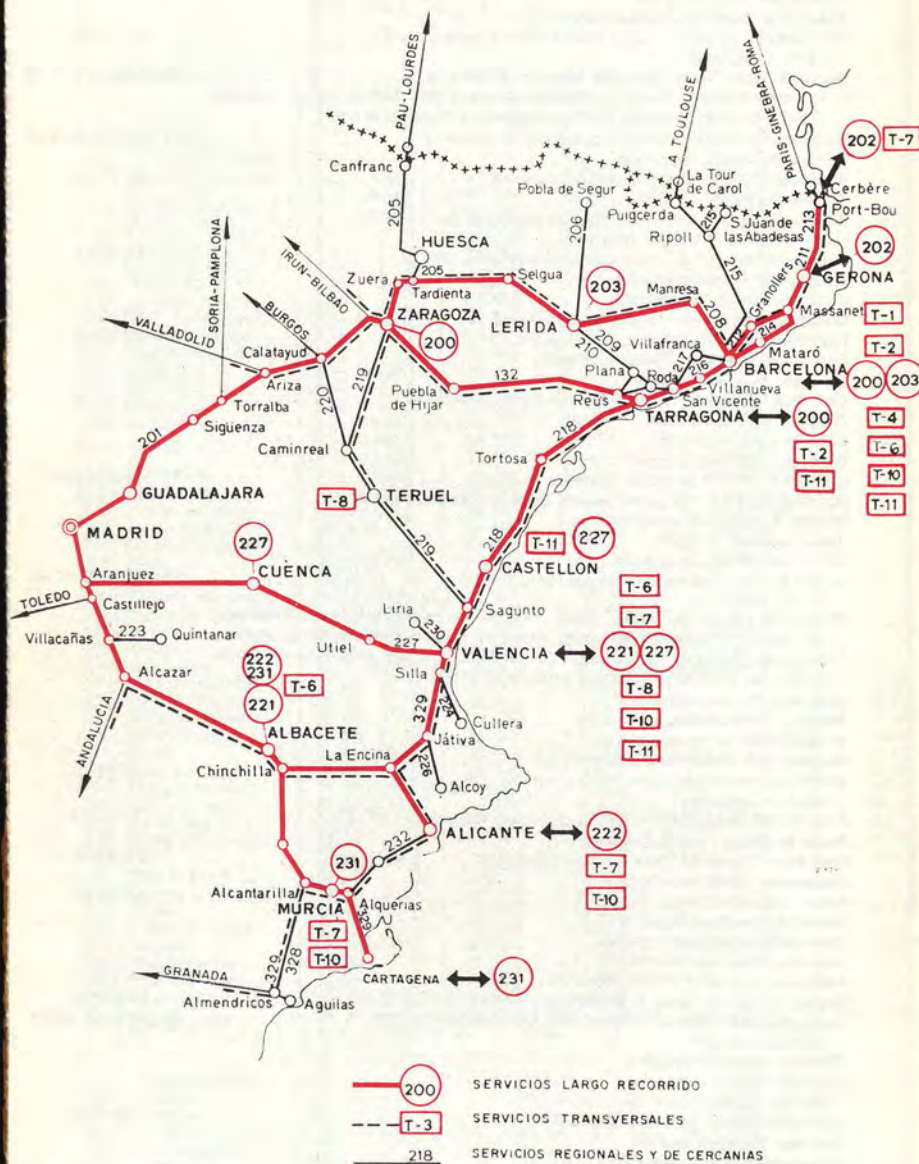 PAU-LOURDES
A TOULOUSE
PARIS-GINEBRA-ROMA
202
T-7
Canfranc
La Tour
de Carol
Cerbère
Port-Bou
Pobla de Segur
Puigcerda
215
S. Juan de
las Abadesas
Ripoll
205
206
213
215
211
202
GERONA
SORIA-PAMPLONA
IRUN-BILBAO
HUESCA
205
Zuera
Tardienta
Selgua
203
Manresa
Granollers
Massanet
VALLADOLID
BURGOS
ZARAGOZA
200
LERIDA
208
212
214
T-1
Villafranca
Mataró
T-2
Calatayud
209
210
217
216
BARCELONA
200
203
Ariza
Plana
Roda
Villanueva
San Vicente
Torralba
220
219
Puebla
de Hijar
132
Reus
TARRAGONA
200
T-4
Sigüenza
201
Caminreal
218
T-2
T-6
Tortosa
T-11
T-10
T-11
GUADALAJARA
T-8
TERUEL
MADRID
227
219
218
T-11
227
CUENCA
CASTELLON
Aranjuez
T-6
TOLEDO
Castillejo
Liria
230
Sagunto
T-7
Villacañas
223
Quintanar
Utiel
227
VALENCIA
221
227
Alcazar
222
231
T-6
Silla
T-8
221
224
T-10
ANDALUCIA
ALBACETE
329
Cullera
T-11
La Encina
Játiva
Chinchilla
226
Alcoy
232
ALICANTE
222
T-7
231
T-10
Alcantarilla
MURCIA
Alquerias
T-7
329
T-10
329
328
GRANADA
CARTAGENA
231
Almendricos
Aguilas
200
SERVICIOS LARGO RECORRIDO
T-3
SERVICIOS TRANSVERSALES
218
SERVICIOS REGIONALES Y DE CERCANIAS